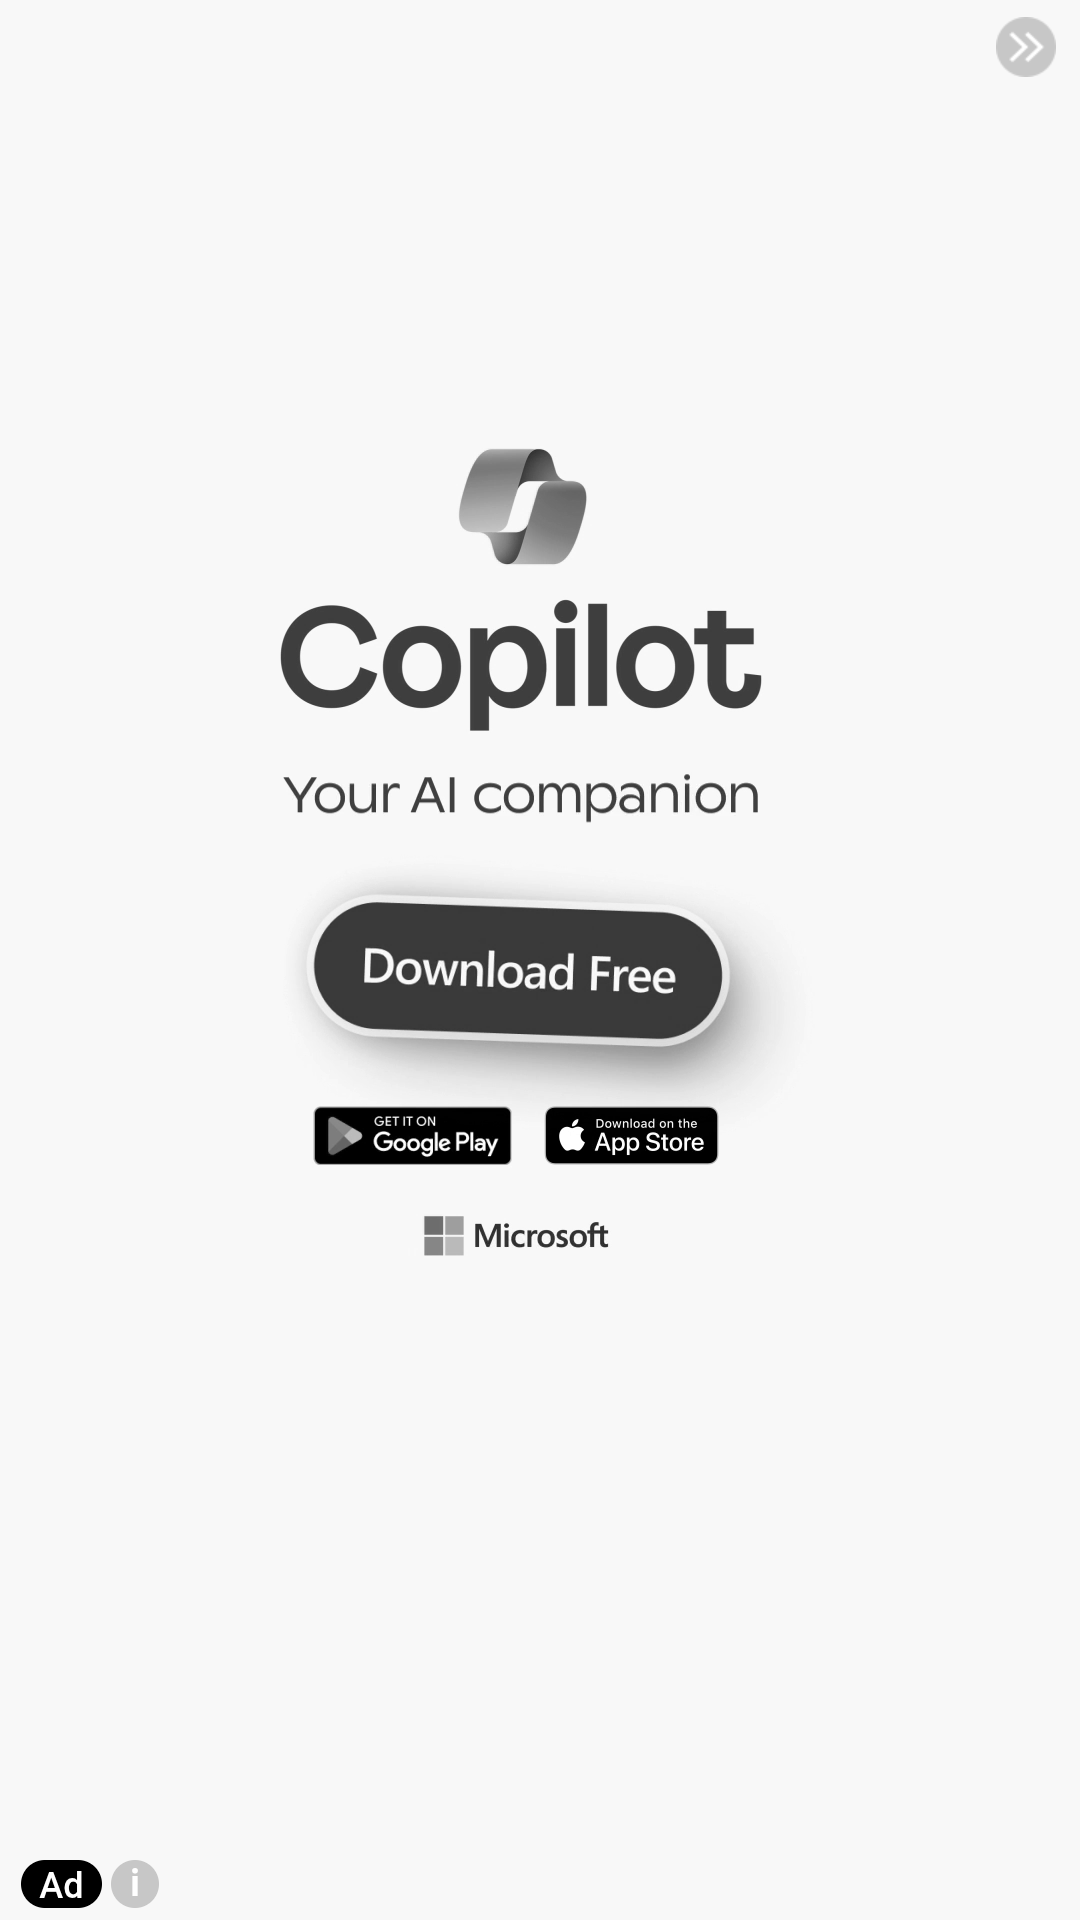 Copilot
Your AI companion
Download Free
GET IT ON
Google Play
Download on the
App Store
Microsoft
Ad i